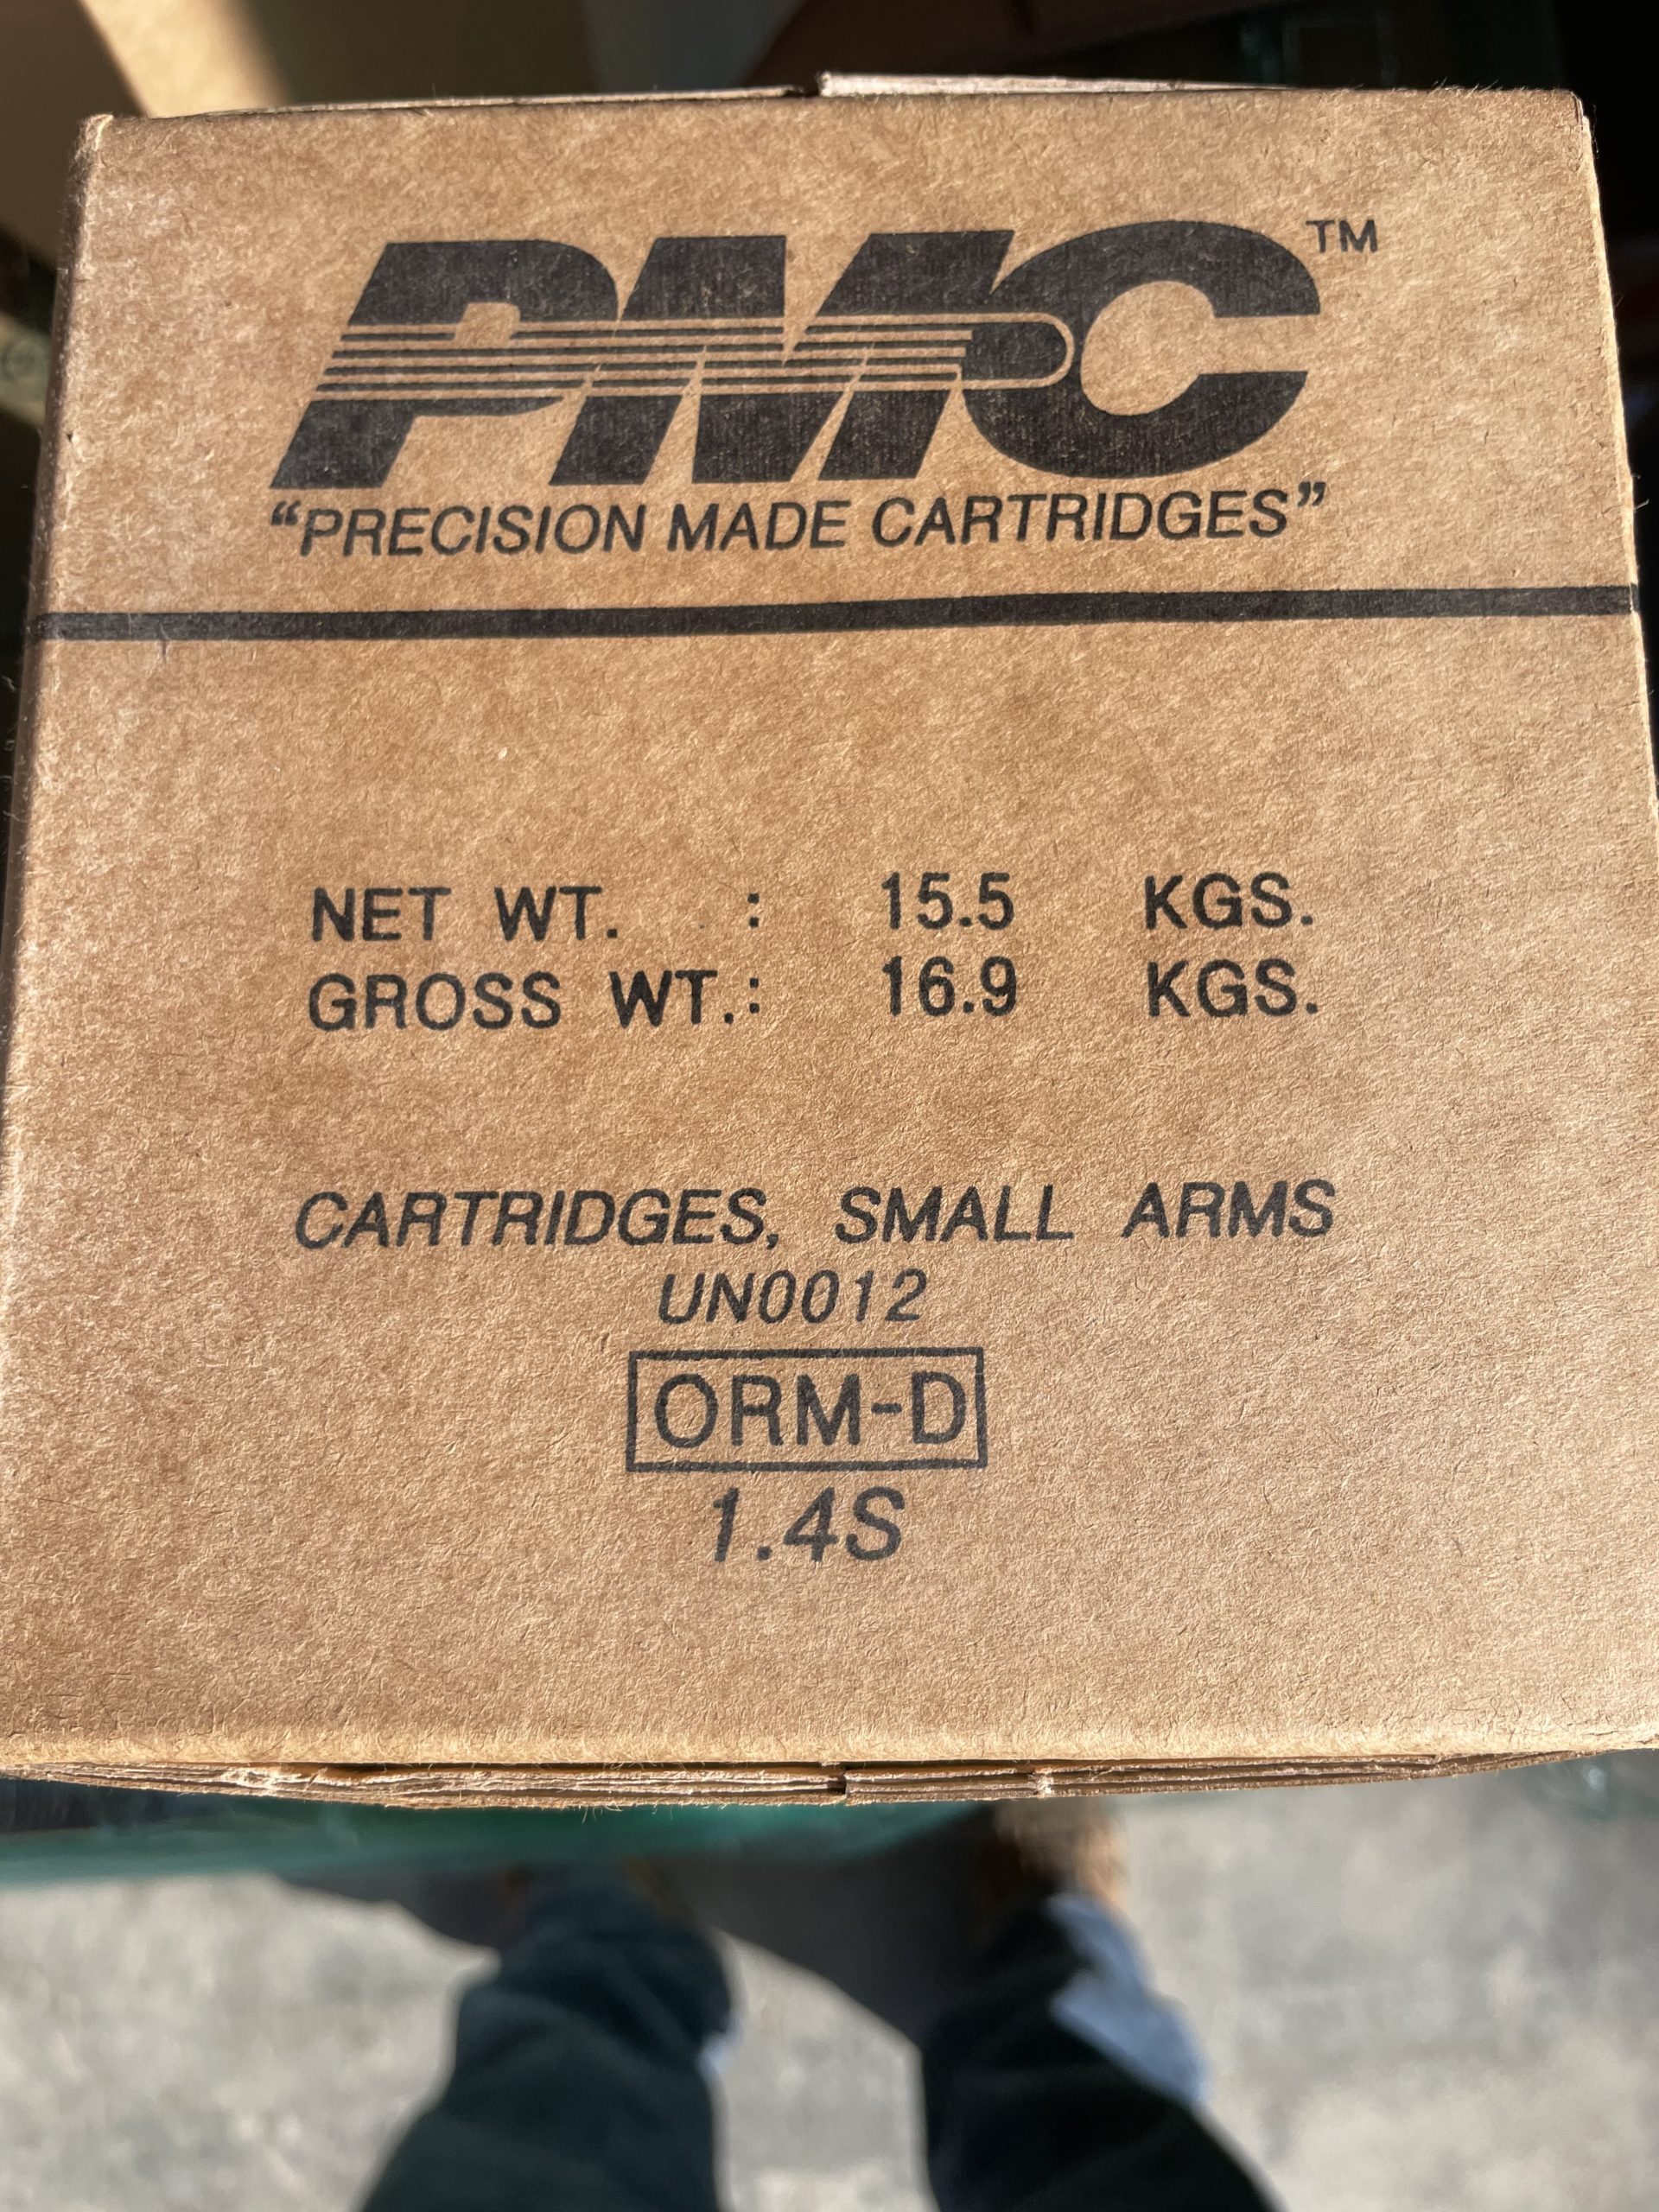 PMC™
“PRECISION MADE CARTRIDGES”
NET WT. : 15.5 KGS.
GROSS WT.: 16.9 KGS.
CARTRIDGES, SMALL ARMS
UN0012
ORM-D
1.4S